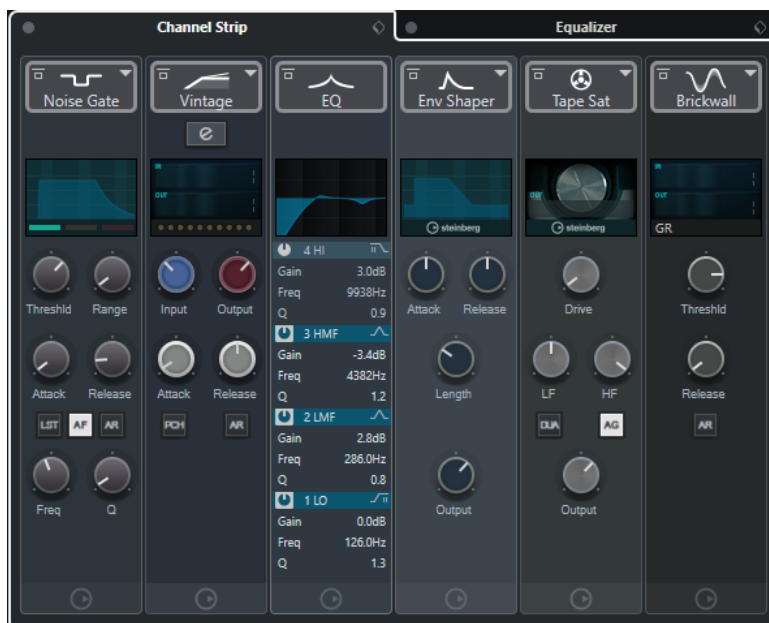 Channel Strip
Equalizer
Noise Gate
Vintage
EQ
Env Shaper
Tape Sat
Brickwall
e
IN
OUT
steinberg
OUT
steinberg
IN
OUT
GR
Threshld
Range
Attack
Release
LST
AF
AR
Freq
Q
Input
Output
Attack
Release
PCH
AR
4 HI
Gain 3.0dB
Freq 9938Hz
Q 0.9
3 HMF
Gain -3.4dB
Freq 4382Hz
Q 1.2
2 LMF
Gain 2.8dB
Freq 286.0Hz
Q 0.8
1 LO
Gain 0.0dB
Freq 126.0Hz
Q 1.3
Attack
Release
Length
Output
Drive
LF
HF
DUA
AG
Output
Threshld
Release
AR